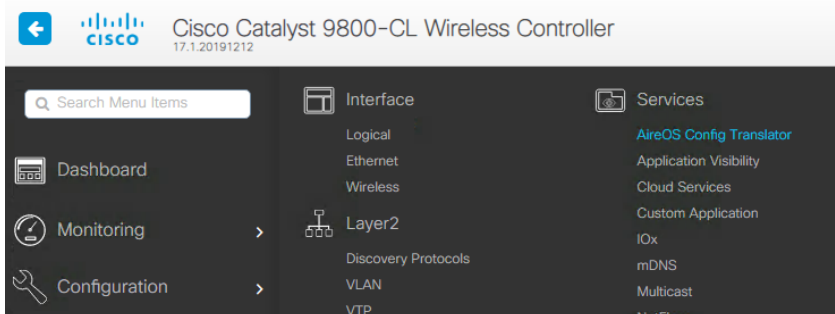 CISCO
Cisco Catalyst 9800-CL Wireless Controller
17.1.20191212
Search Menu Items
Dashboard
Monitoring
Configuration
Interface
Logical
Ethernet
Wireless
Layer2
Discovery Protocols
VLAN
VTP
Services
AireOS Config Translator
Application Visibility
Cloud Services
Custom Application
IOx
mDNS
Multicast